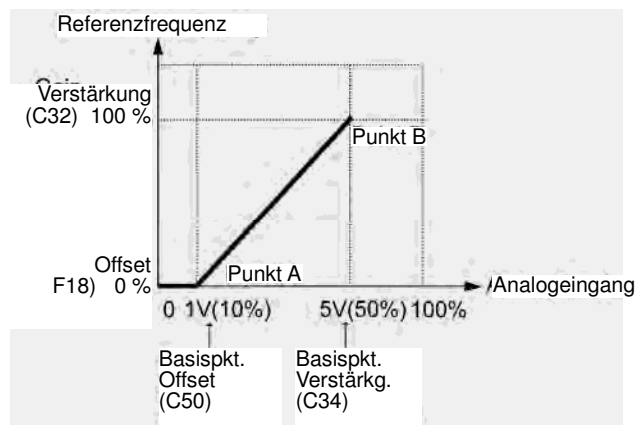 Referenzfrequenz
Gain
Verstärkung
(C32) 100 %
Punkt B
Offset
F18) 0 %
Punkt A
Analogeingang
0 1V(10%) 5V(50%) 100%
Basispkt. Offset (C50)
Basispkt. Verstärkg. (C34)